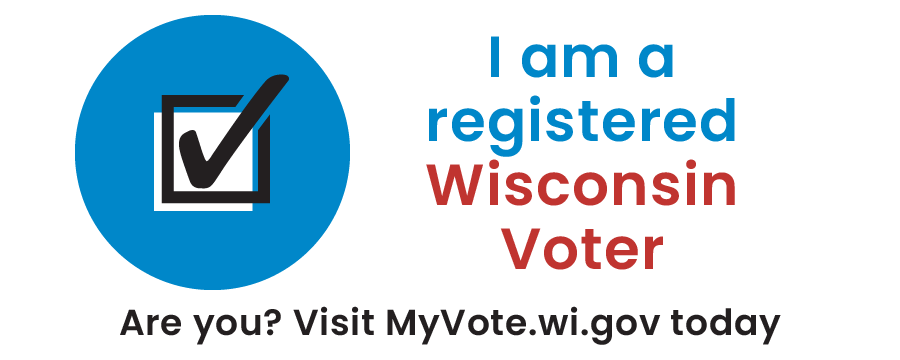 I am a
registered
Wisconsin
Voter
Are you? Visit MyVote.wi.gov today